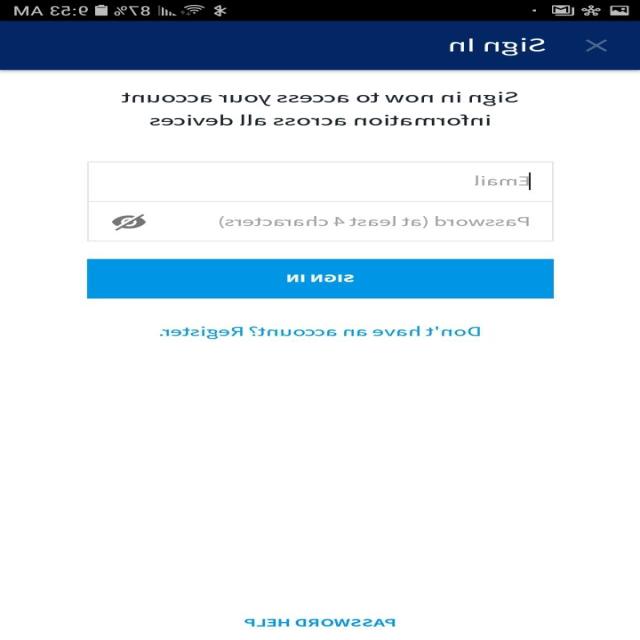 87% 9:53 AM
Sign In
Sign in now to access your account
information across all devices
Email
Password (at least 4 characters)
SIGN IN
Don't have an account? Register.
PASSWORD HELP